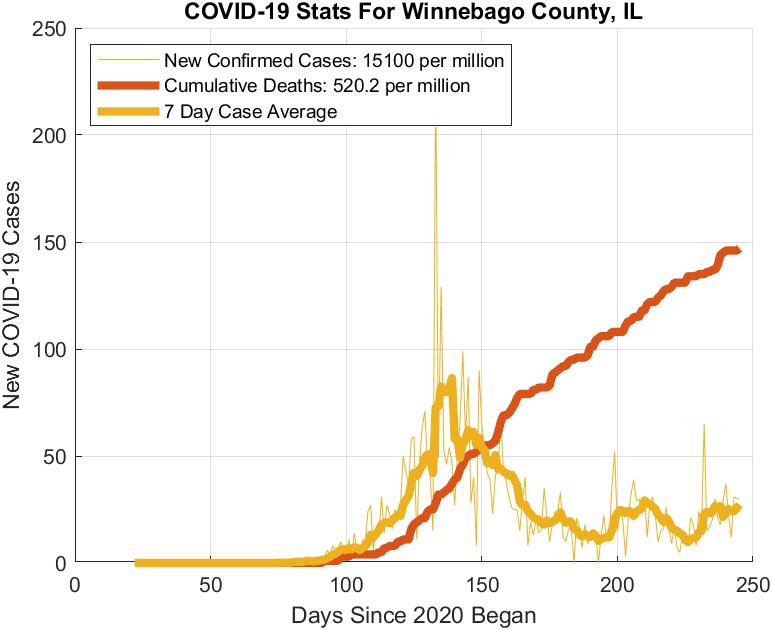 COVID-19 Stats For Winnebago County, IL
250
200
150
100
50
0
New Confirmed Cases: 15100 per million
Cumulative Deaths: 520.2 per million
7 Day Case Average
New COVID-19 Cases
0 50 100 150 200 250
Days Since 2020 Began